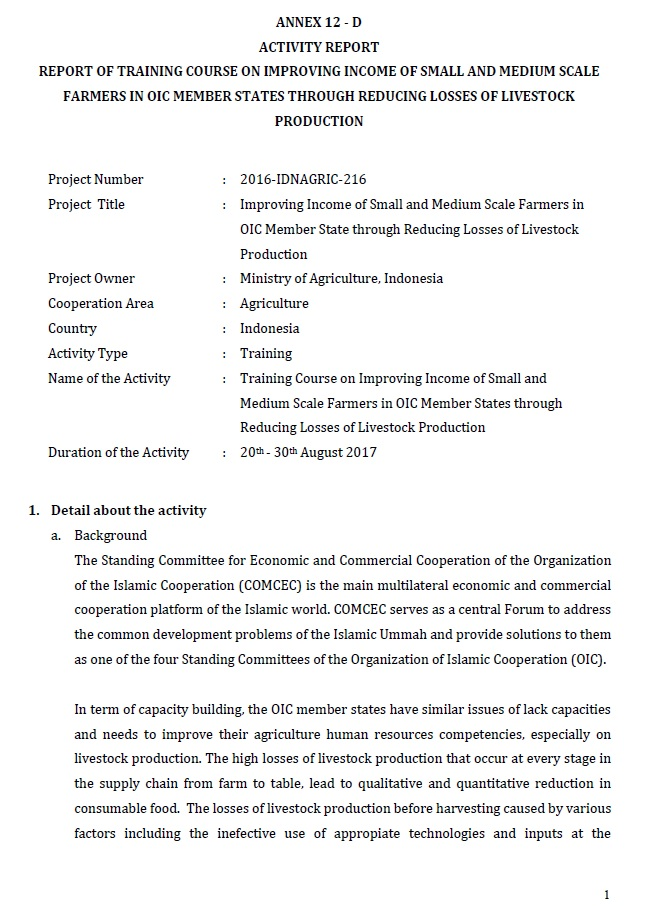 ANNEX 12 - D
ACTIVITY REPORT
REPORT OF TRAINING COURSE ON IMPROVING INCOME OF SMALL AND MEDIUM SCALE
FARMERS IN OIC MEMBER STATES THROUGH REDUCING LOSSES OF LIVESTOCK
PRODUCTION
Project Number : 2016-IDNAGRIC-216
Project Title : Improving Income of Small and Medium Scale Farmers in
OIC Member State through Reducing Losses of Livestock
Production
Project Owner : Ministry of Agriculture, Indonesia
Cooperation Area : Agriculture
Country : Indonesia
Activity Type : Training
Name of the Activity : Training Course on Improving Income of Small and
Medium Scale Farmers in OIC Member States through
Reducing Losses of Livestock Production
Duration of the Activity : 20th - 30th August 2017
1. Detail about the activity
a. Background
The Standing Committee for Economic and Commercial Cooperation of the Organization
of the Islamic Cooperation (COMCEC) is the main multilateral economic and commercial
cooperation platform of the Islamic world. COMCEC serves as a central Forum to address
the common development problems of the Islamic Ummah and provide solutions to them
as one of the four Standing Committees of the Organization of Islamic Cooperation (OIC).
In term of capacity building, the OIC member states have similar issues of lack capacities
and needs to improve their agriculture human resources competencies, especially on
livestock production. The high losses of livestock production that occur at every stage in
the supply chain from farm to table, lead to qualitative and quantitative reduction in
consumable food. The losses of livestock production before harvesting caused by various
factors including the inefective use of appropiate technologies and inputs at the
1